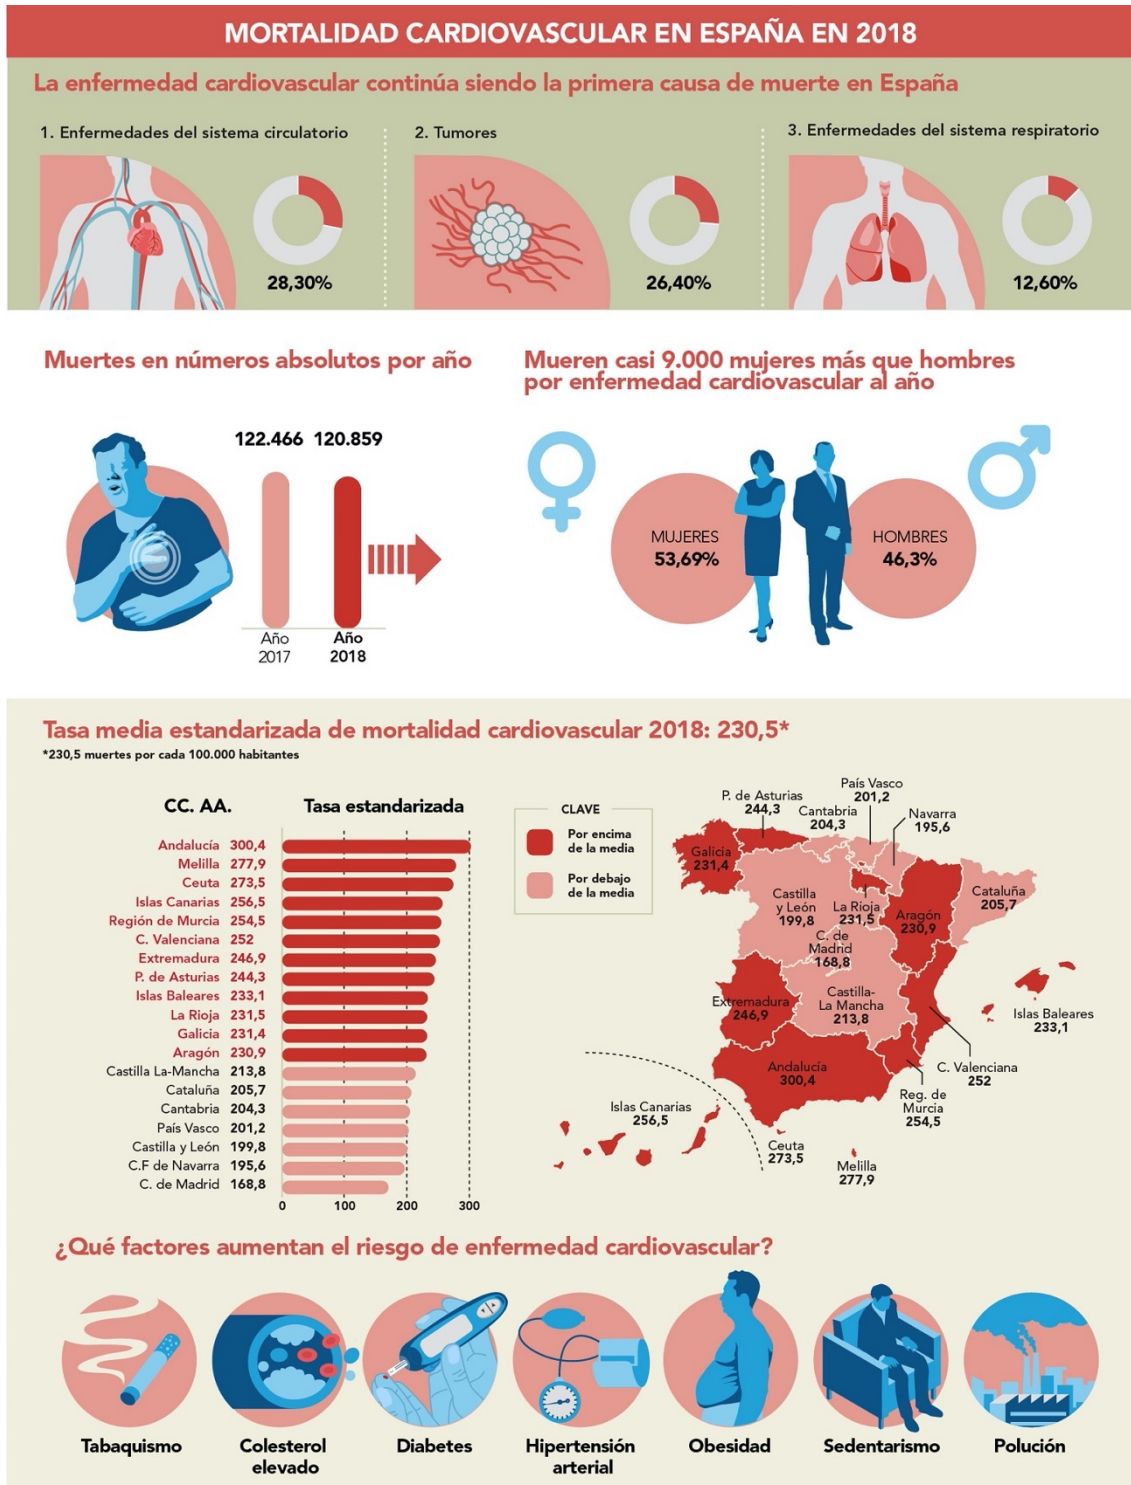 MORTALIDAD CARDIOVASCULAR EN ESPAÑA EN 2018
La enfermedad cardiovascular continúa siendo la primera causa de muerte en España
1. Enfermedades del sistema circulatorio
28,30%
2. Tumores
26,40%
3. Enfermedades del sistema respiratorio
12,60%
Muertes en números absolutos por año
122.466 120.859
Año
2017
Año
2018
Mueren casi 9.000 mujeres más que hombres
por enfermedad cardiovascular al año
MUJERES
53,69%
HOMBRES
46,3%
Tasa media estandarizada de mortalidad cardiovascular 2018: 230,5*
*230,5 muertes por cada 100.000 habitantes
CC. AA. Tasa estandarizada
Andalucía 300,4
Melilla 277,9
Ceuta 273,5
Islas Canarias 256,5
Región de Murcia 254,5
C. Valenciana 252
Extremadura 246,9
P. de Asturias 244,3
Islas Baleares 233,1
La Rioja 231,5
Galicia 231,4
Aragón 230,9
Castilla La-Mancha 213,8
Cataluña 205,7
Cantabria 204,3
País Vasco 201,2
Castilla y León 199,8
C.F de Navarra 195,6
C. de Madrid 168,8
0 100 200 300
CLAVE
Por encima
de la media
Por debajo
de la media
País Vasco
201,2
P. de Asturias
244,3
Cantabria
204,3
Navarra
195,6
Galicia
231,4
Castilla
y León
199,8
La Rioja
231,5
Aragón
230,9
Cataluña
205,7
C. de
Madrid
168,8
Extremadura
246,9
Castilla-
La Mancha
213,8
Islas Baleares
233,1
Andalucía
300,4
C. Valenciana
252
Reg. de
Murcia
254,5
Islas Canarias
256,5
Ceuta
273,5
Melilla
277,9
¿Qué factores aumentan el riesgo de enfermedad cardiovascular?
Tabaquismo
Colesterol
elevado
Diabetes
Hipertensión
arterial
Obesidad
Sedentarismo
Polución